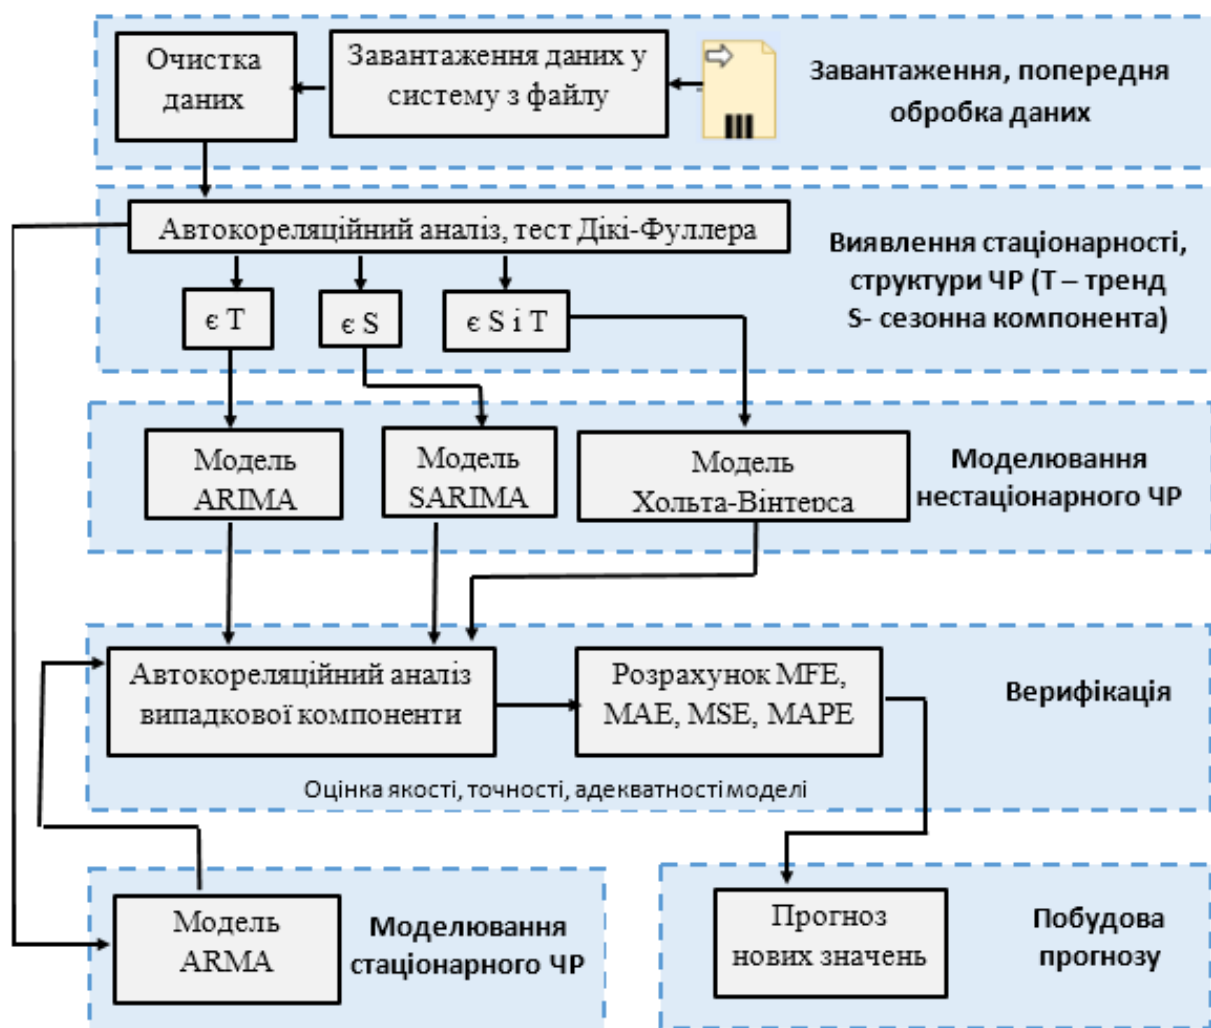 Очистка
даних
Завантаження даних у
систему з файлу
Завантаження, попередня
обробка даних
Автокореляційний аналіз, тест Дікі-Фуллера
є T
є S
є S і T
Виявлення стаціонарності,
структури ЧР (Т – тренд
S- сезонна компонента)
Модель
ARIMA
Модель
SARIMA
Модель
Хольта-Вінтерса
Моделювання
нестаціонарного ЧР
Автокореляційний аналіз
випадкової компоненти
Розрахунок MFE,
MAE, MSE, MAPE
Верифікація
Оцінка якості, точності, адекватності моделі
Модель
ARMA
Моделювання
стаціонарного ЧР
Прогноз
нових значень
Побудова
прогнозу